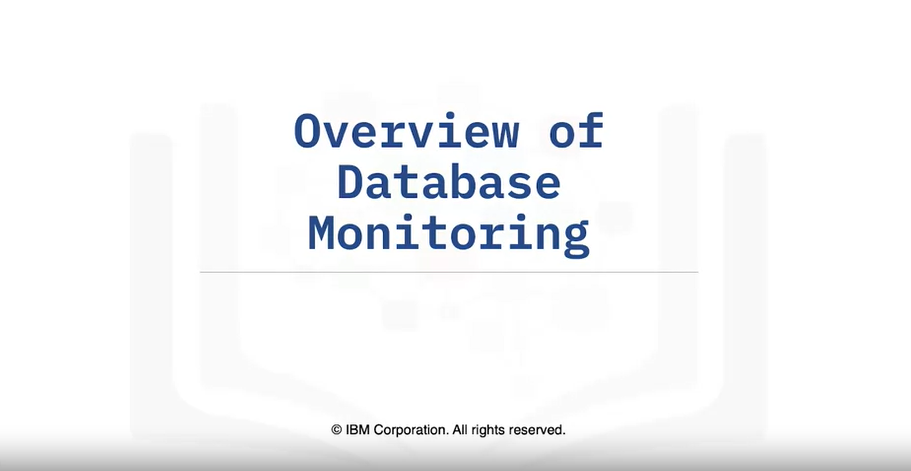 Overview of
Database
Monitoring
© IBM Corporation. All rights reserved.